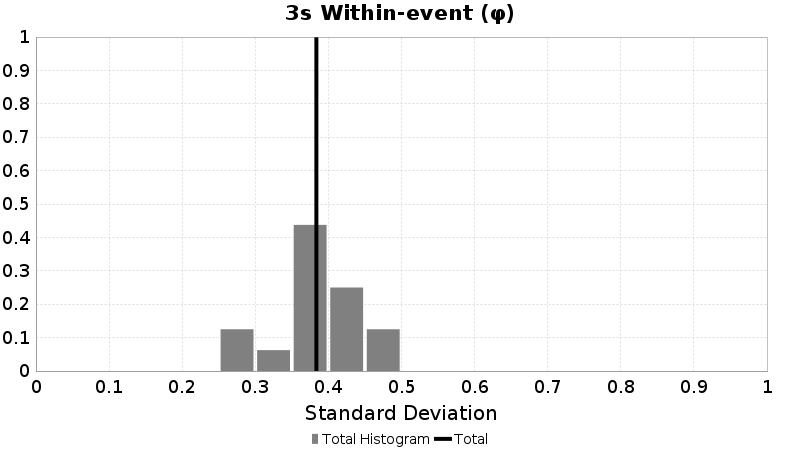 3s Within-event (φ)
1
0.9
0.8
0.7
0.6
0.5
0.4
0.3
0.2
0.1
0
0 0.1 0.2 0.3 0.4 0.5 0.6 0.7 0.8 0.9 1
Standard Deviation
Total Histogram Total